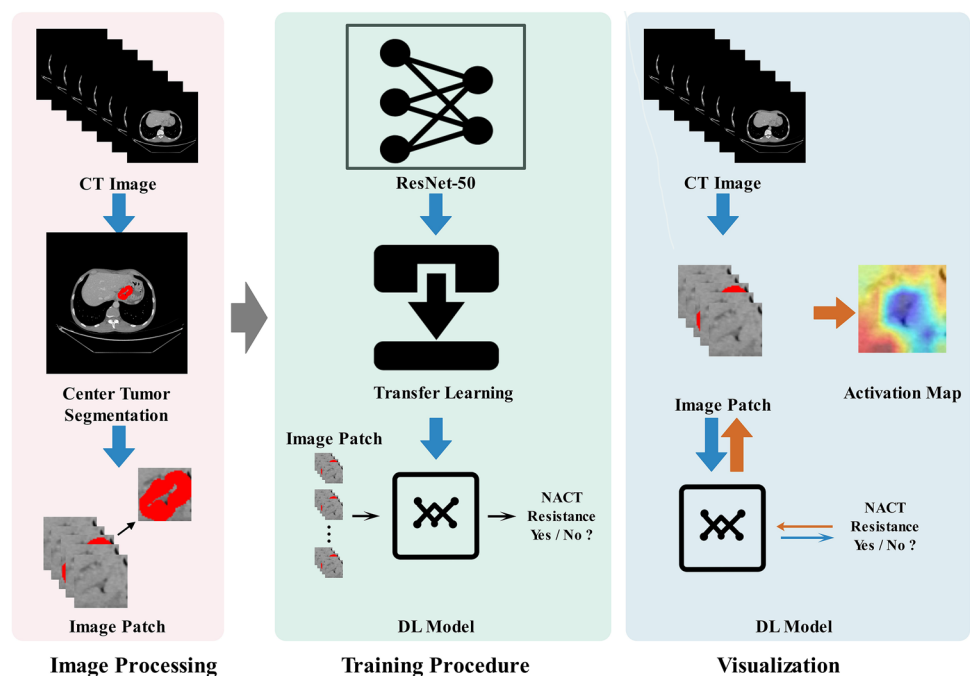 CT Image
Center Tumor
Segmentation
Image Patch
Image Processing
ResNet-50
Transfer Learning
Image Patch
NACT
Resistance
Yes / No ?
DL Model
Training Procedure
CT Image
Image Patch
Activation Map
NACT
Resistance
Yes / No ?
DL Model
Visualization